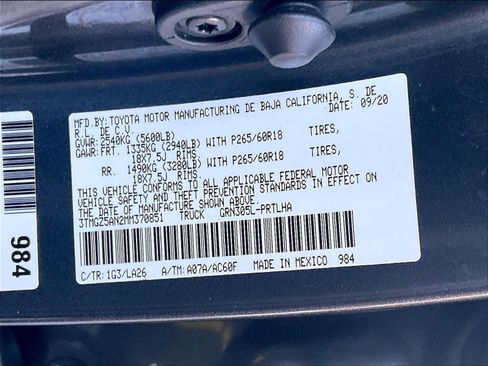 MFD.BY: TOYOTA MOTOR MANUFACTURING DE BAJA CALIFORNIA, S. DE
R.L. DE C.V. DATE: 09/20
GVWR: 2540KG (5600LB)
GAWR: FRT. 1335KG (2940LB) WITH P265/60R18 TIRES,
18X7.5J RIMS
RR. 1490KG (3280LB) WITH P265/60R18 TIRES,
18X7.5J RIMS
THIS VEHICLE CONFORMS TO ALL APPLICABLE FEDERAL MOTOR
VEHICLE SAFETY AND THEFT PREVENTION STANDARDS IN EFFECT ON
THE DATE OF MANUFACTURE SHOWN ABOVE.
3TMGZ5AN2MM370851 TRUCK GRN305L-PRTLHA
C/TR: 1G3/LA26 A/TM: A07A/AC60F MADE IN MEXICO 984
984